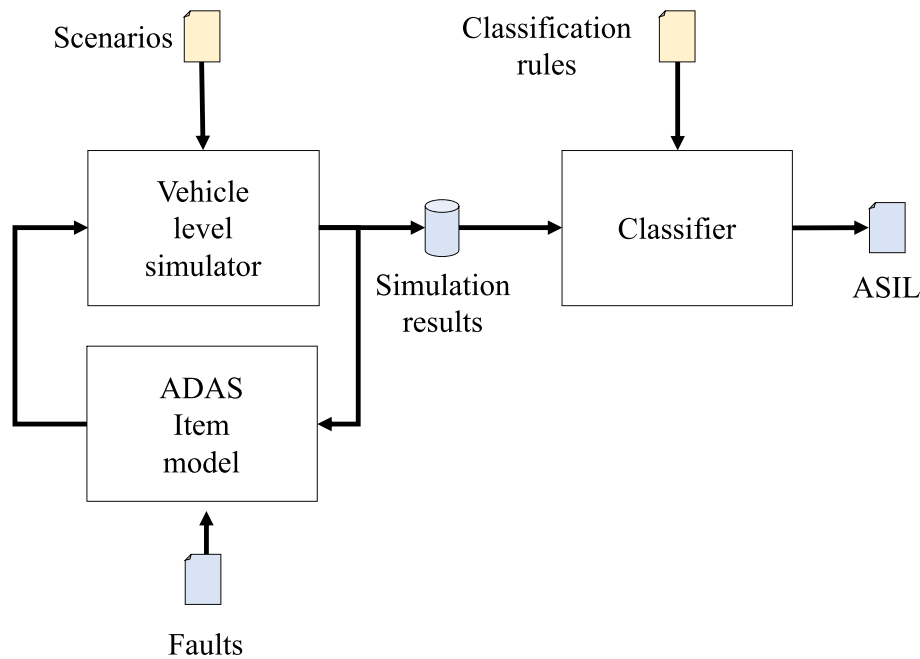 Scenarios
Classification
rules
Vehicle
level
simulator
Simulation
results
Classifier
ASIL
ADAS
Item
model
Faults